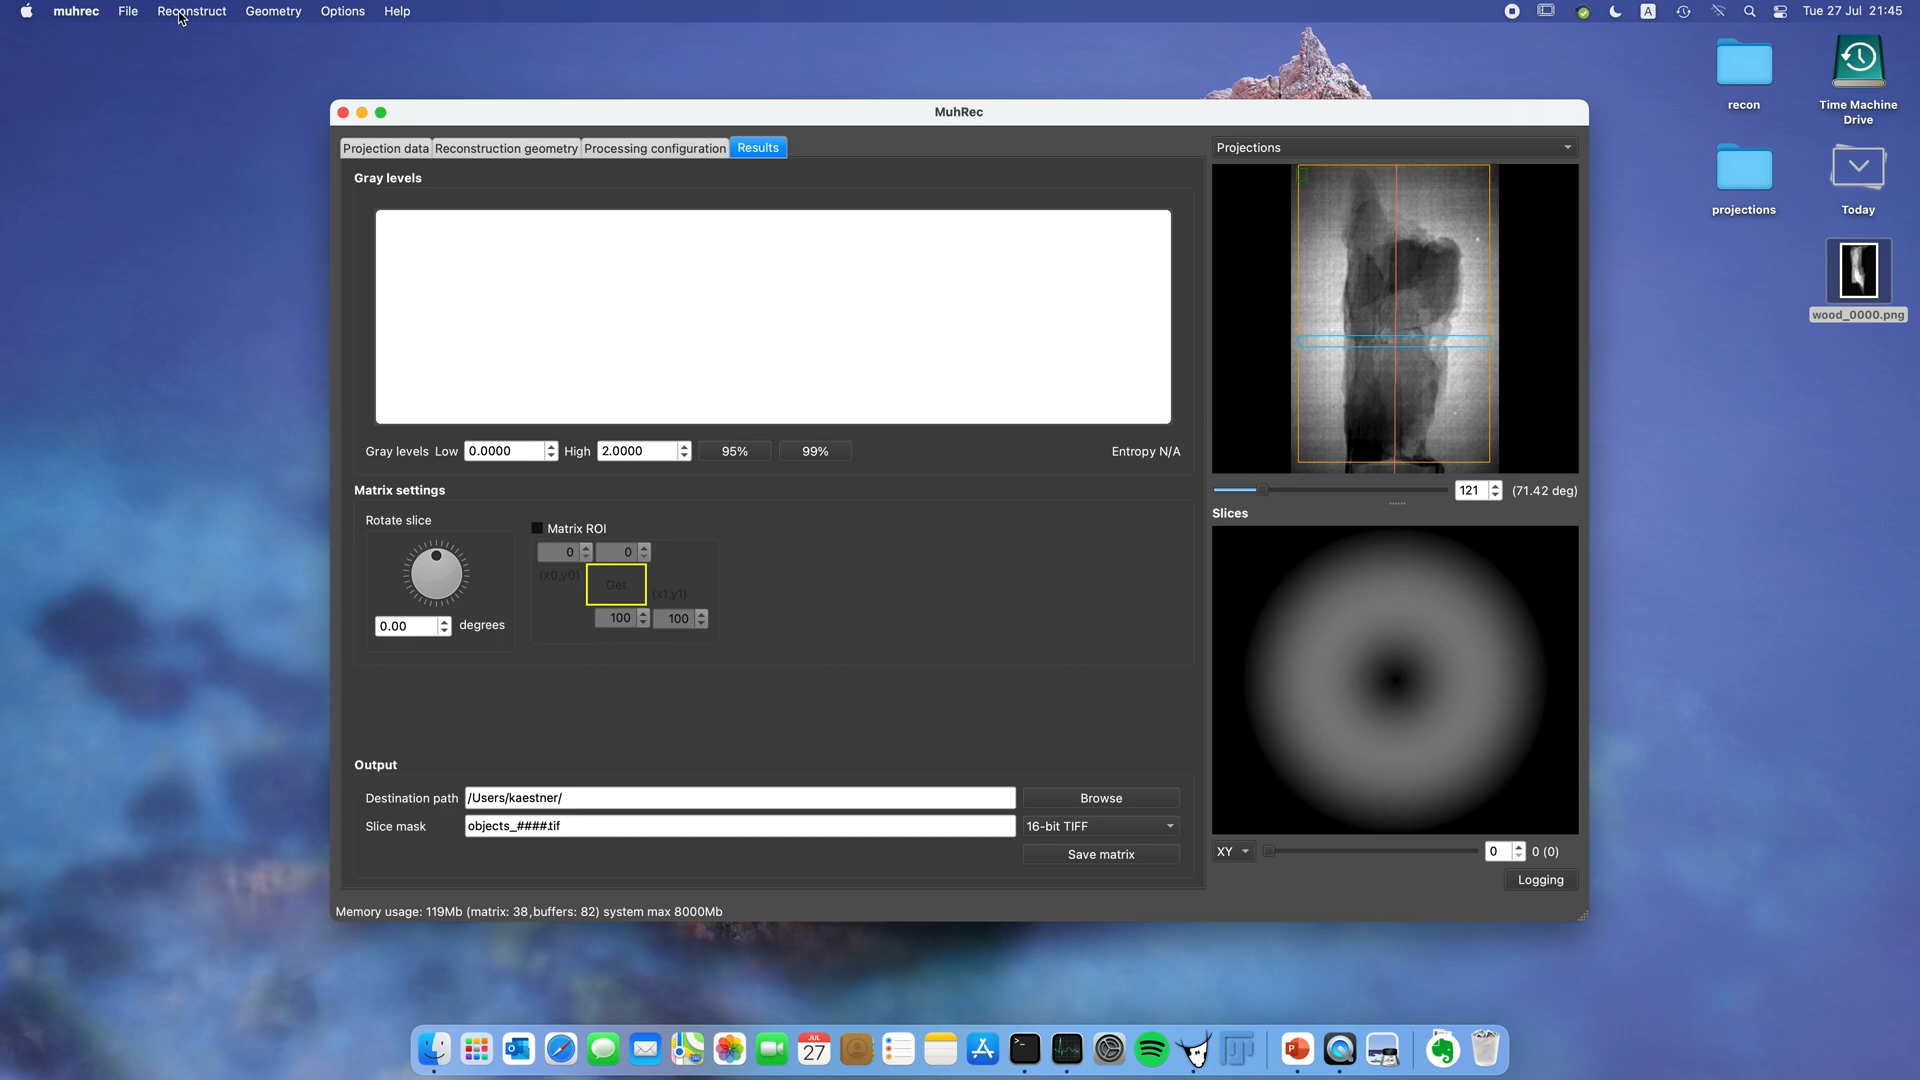 muhrec File Reconstruct Geometry Options Help
A
Tue 27 Jul 21:45
MuhRec
Projection data Reconstruction geometry Processing configuration Results
Gray levels
Gray levels Low 0.0000 High 2.0000 95% 99% Entropy N/A
Matrix settings
Rotate slice
Matrix ROI
0 0
(x0,y0) Get (x1,y1)
100 100
0.00 degrees
Output
Destination path /Users/kaestner/ Browse
Slice mask objects_####.tif 16-bit TIFF
Save matrix
Memory usage: 119Mb (matrix: 38,buffers: 82) system max 8000Mb
Projections
121 (71.42 deg)
Slices
XY 0 0 (0)
Logging
recon
Time Machine
Drive
projections
Today
wood_0000.png
JUL
27